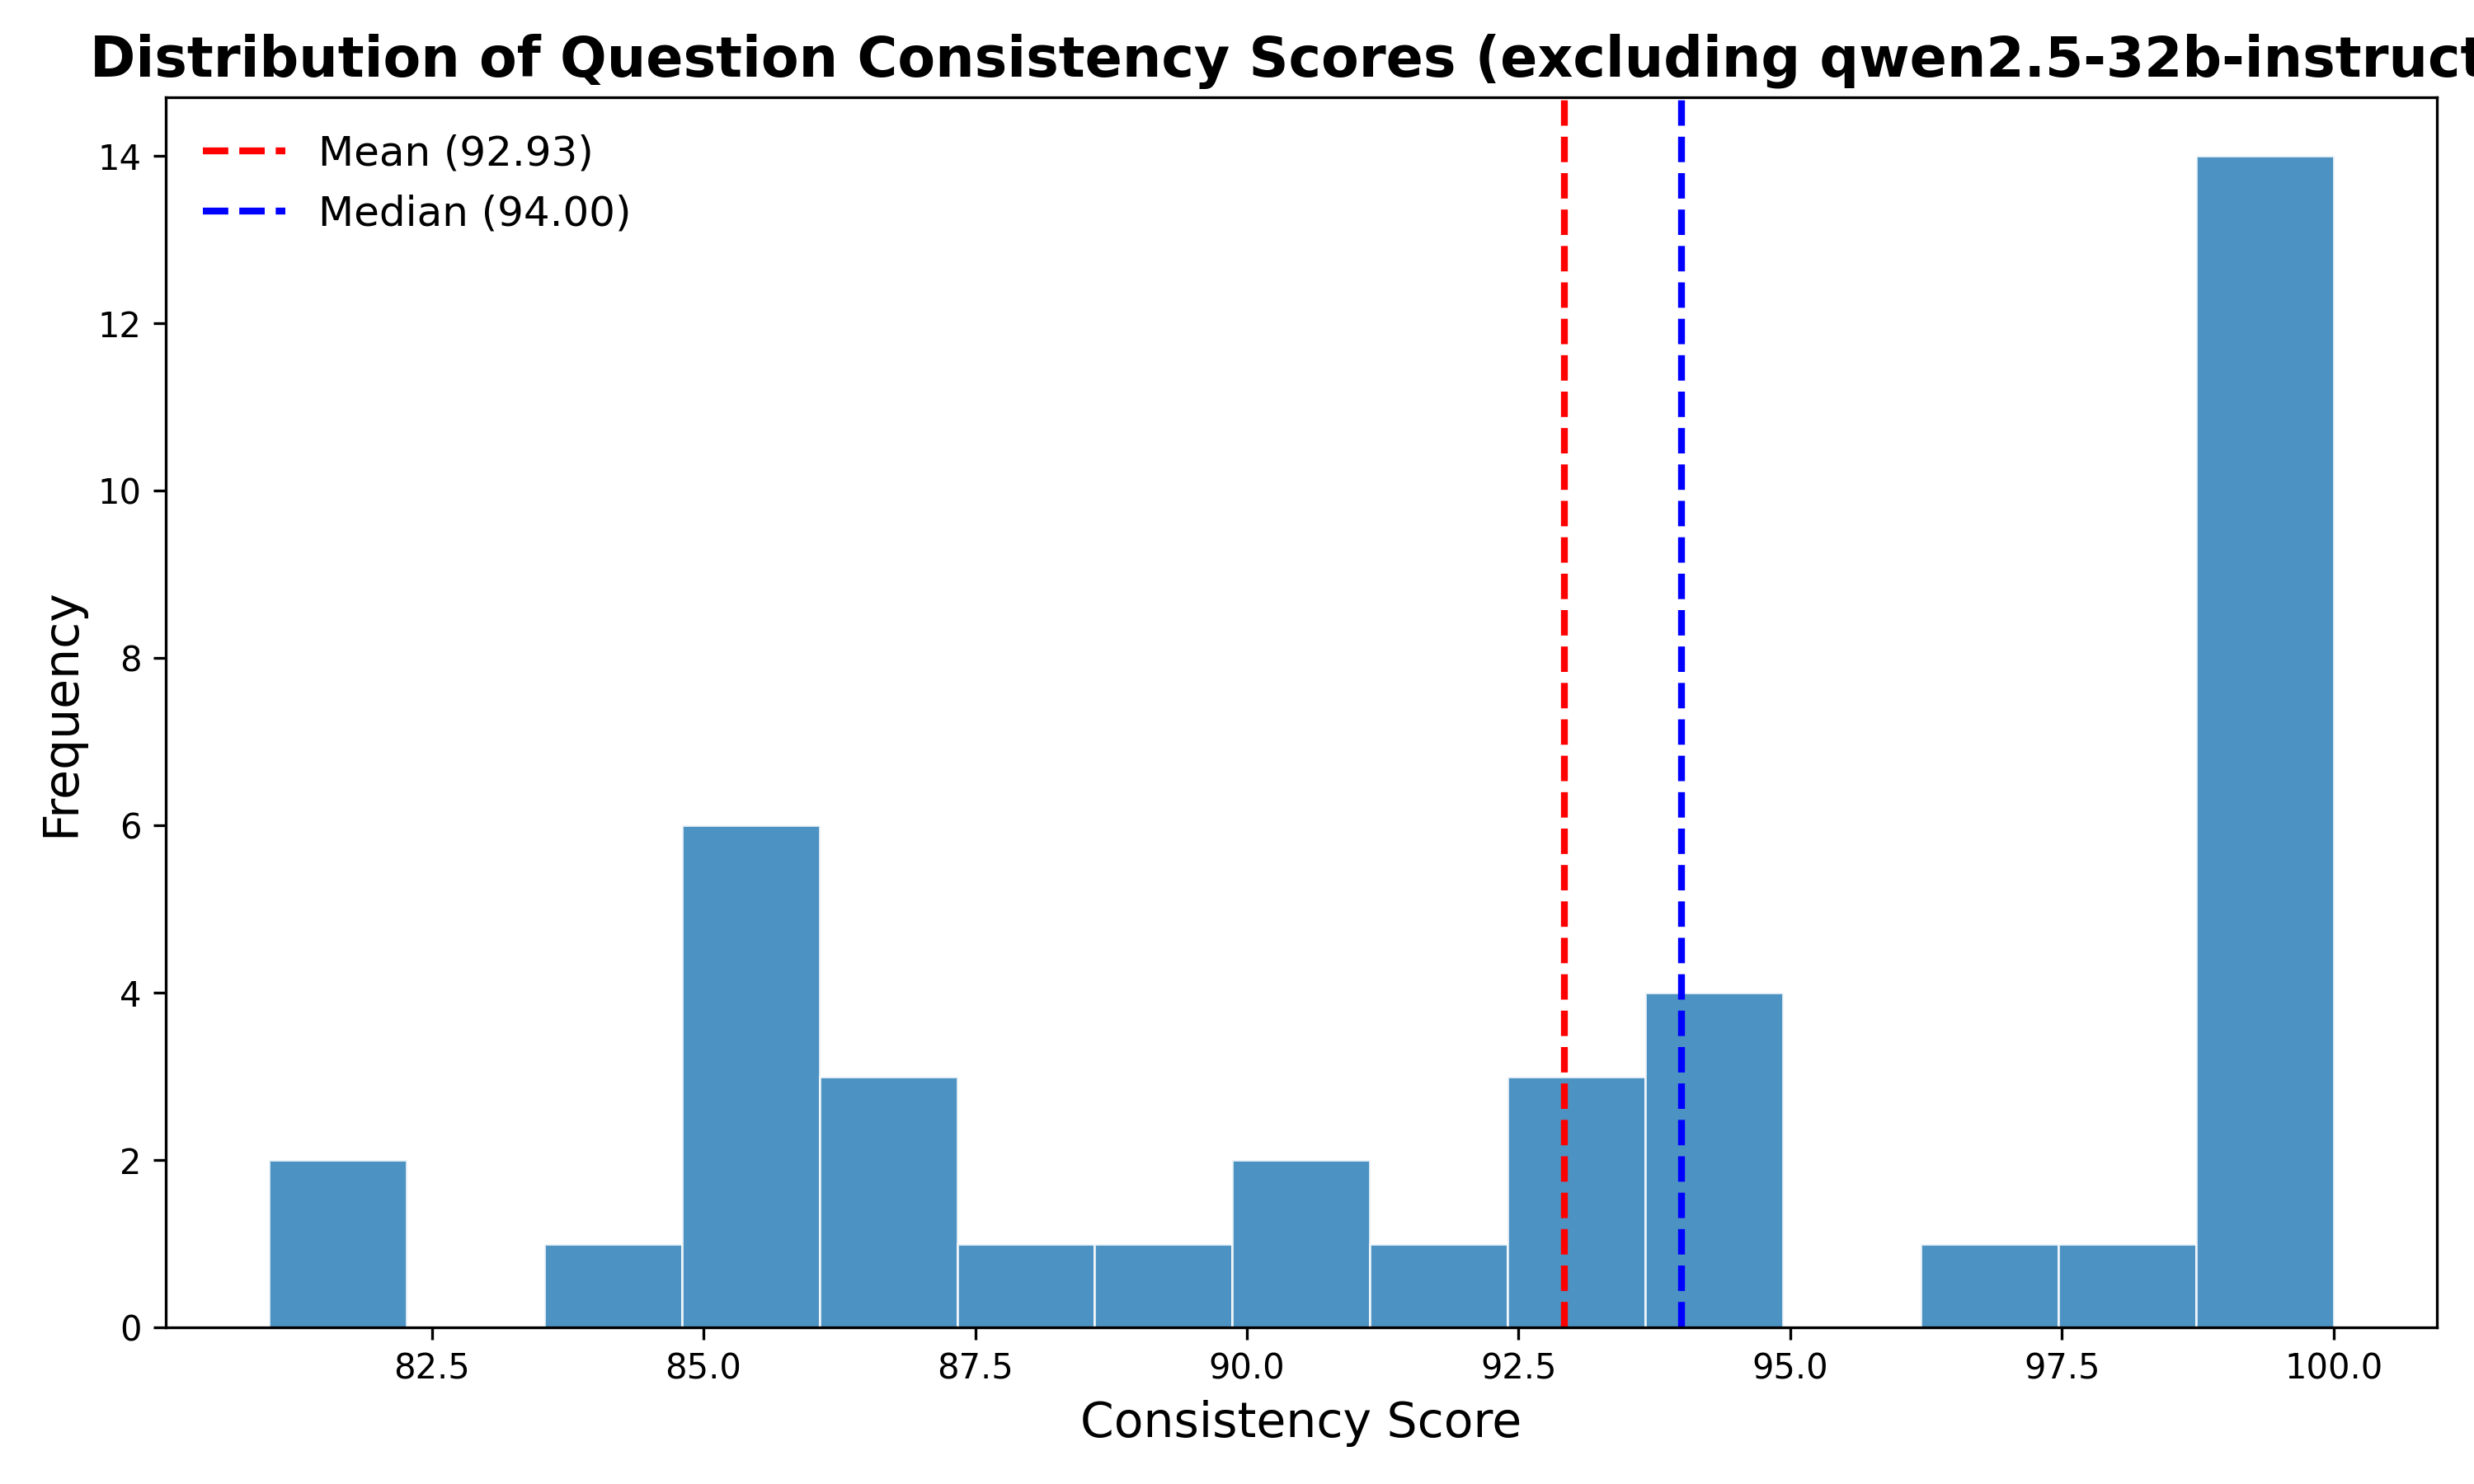 Distribution of Question Consistency Scores (excluding qwen2.5-32b-instruct
Mean (92.93)
Median (94.00)
14
12
10
8
6
4
2
0
Frequency
82.5 85.0 87.5 90.0 92.5 95.0 97.5 100.0
Consistency Score